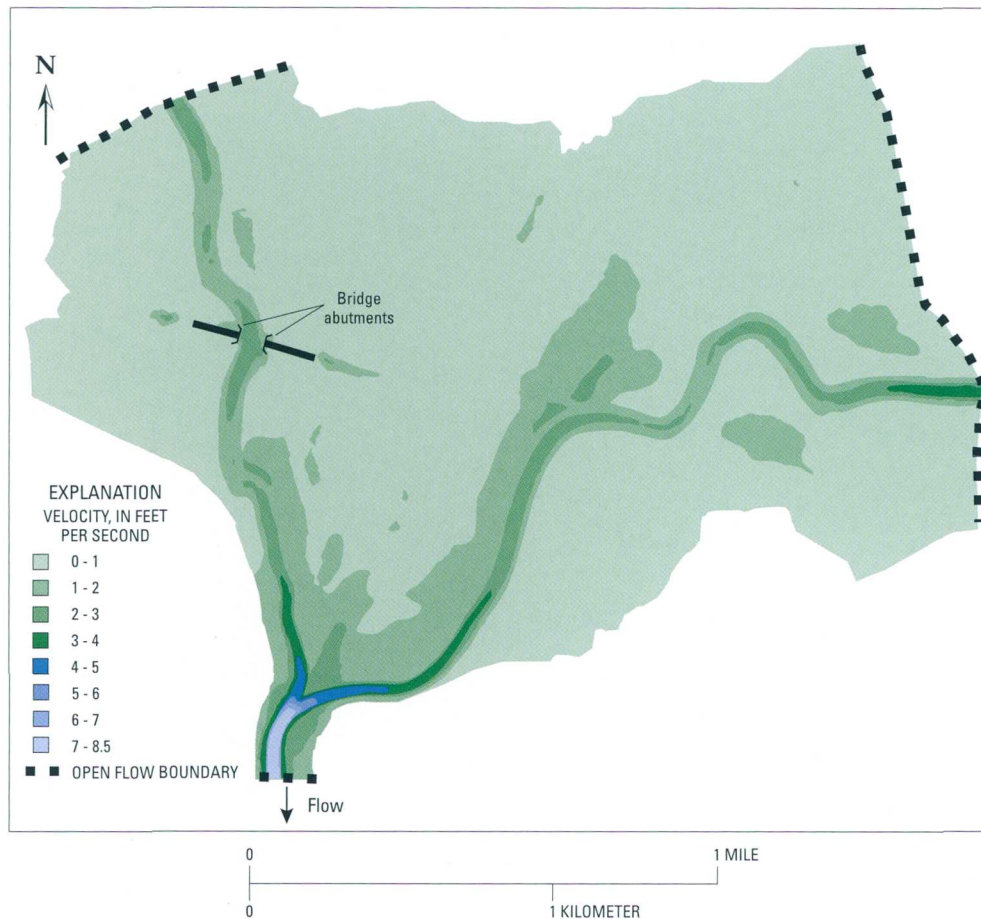 N
Bridge
abutments
EXPLANATION
VELOCITY, IN FEET
PER SECOND
0 - 1
1 - 2
2 - 3
3 - 4
4 - 5
5 - 6
6 - 7
7 - 8.5
OPEN FLOW BOUNDARY
Flow
0 1 MILE
0 1 KILOMETER